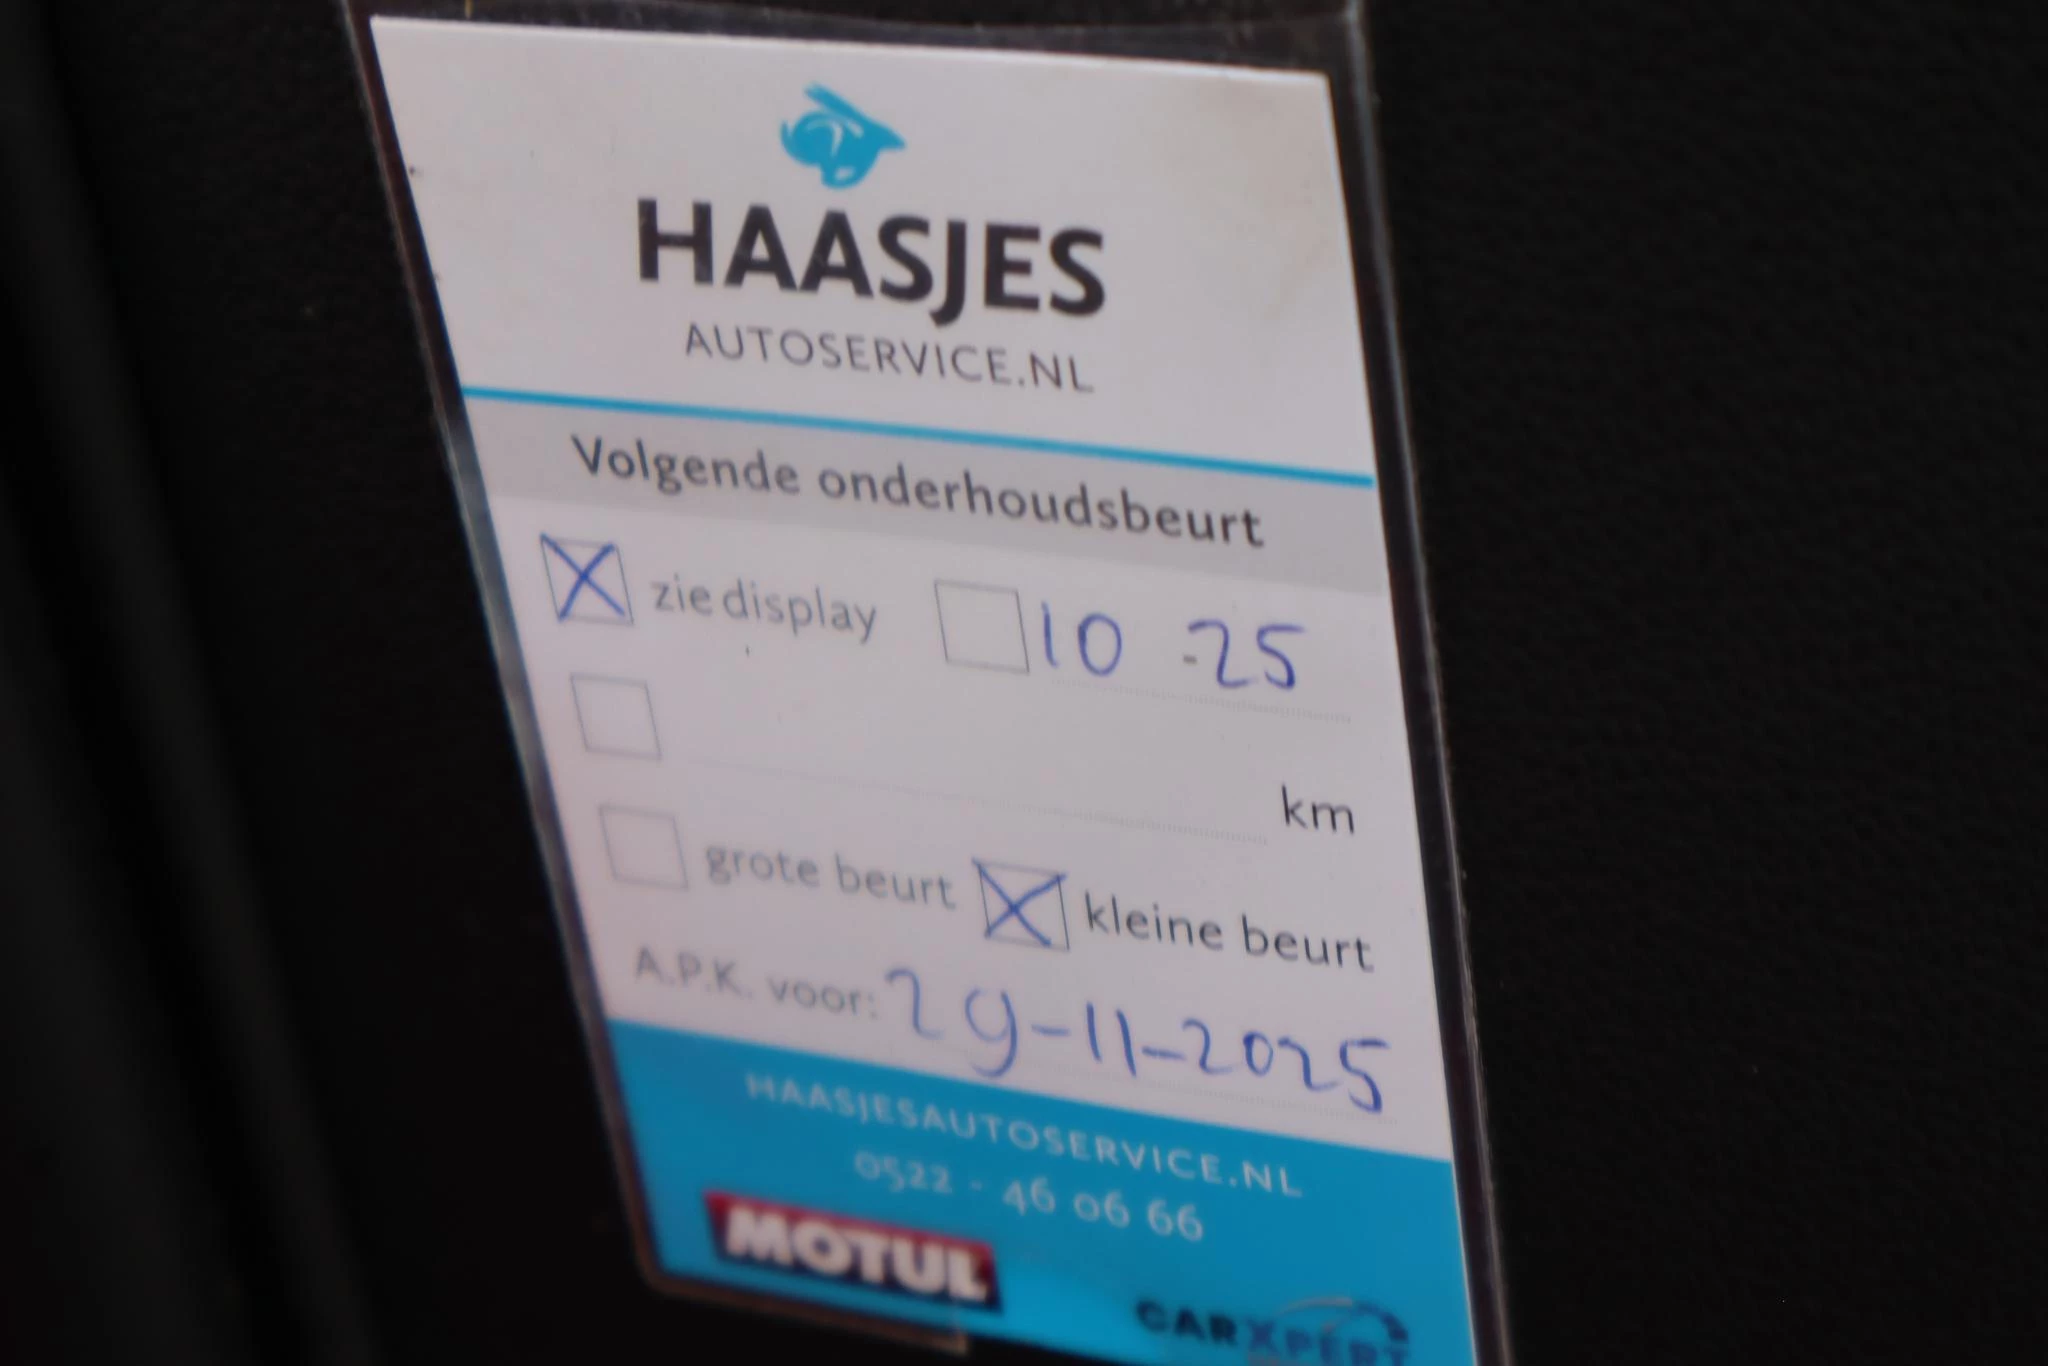 HAASJES
AUTOSERVICE.NL
Volgende onderhoudsbeurt
zie display 10 -25
km
grote beurt kleine beurt
A.P.K. voor: 29-11-2025
HAASJESAUTOSERVICE.NL
0522 - 46 06 66
MOTUL
CARXPERT